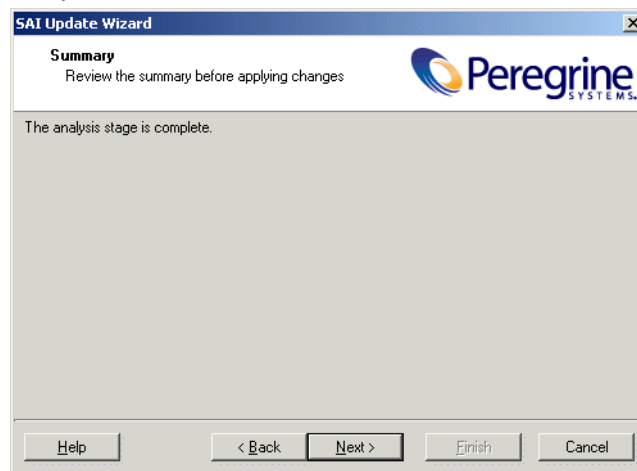 SAI Update Wizard
Summary
Review the summary before applying changes
Peregrine
SYSTEMS
The analysis stage is complete.
Help
< Back
Next >
Finish
Cancel